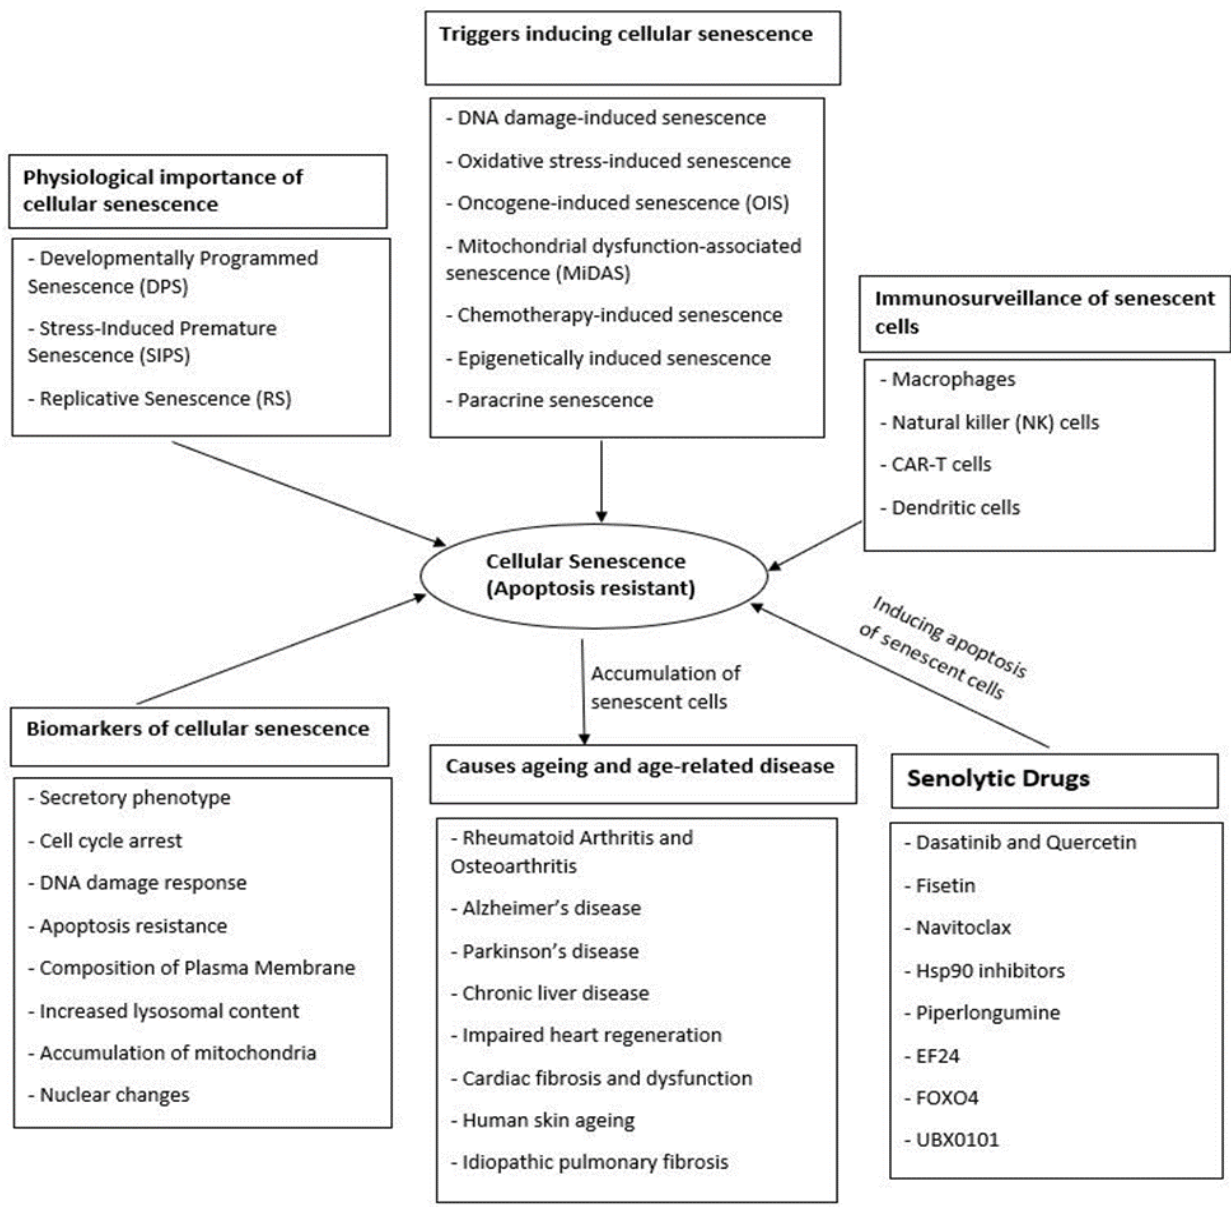 Triggers inducing cellular senescence
- DNA damage-induced senescence
- Oxidative stress-induced senescence
- Oncogene-induced senescence (OIS)
- Mitochondrial dysfunction-associated
senescence (MiDAS)
- Chemotherapy-induced senescence
- Epigenetically induced senescence
- Paracrine senescence
Physiological importance of
cellular senescence
- Developmentally Programmed
Senescence (DPS)
- Stress-Induced Premature
Senescence (SIPS)
- Replicative Senescence (RS)
Immunosurveillance of senescent
cells
- Macrophages
- Natural killer (NK) cells
- CAR-T cells
- Dendritic cells
Cellular Senescence
(Apoptosis resistant)
Accumulation of
senescent cells
Inducing apoptosis
of senescent cells
Biomarkers of cellular senescence
- Secretory phenotype
- Cell cycle arrest
- DNA damage response
- Apoptosis resistance
- Composition of Plasma Membrane
- Increased lysosomal content
- Accumulation of mitochondria
- Nuclear changes
Causes ageing and age-related disease
- Rheumatoid Arthritis and
Osteoarthritis
- Alzheimer’s disease
- Parkinson’s disease
- Chronic liver disease
- Impaired heart regeneration
- Cardiac fibrosis and dysfunction
- Human skin ageing
- Idiopathic pulmonary fibrosis
Senolytic Drugs
- Dasatinib and Quercetin
- Fisetin
- Navitoclax
- Hsp90 inhibitors
- Piperlongumine
- EF24
- FOXO4
- UBX0101